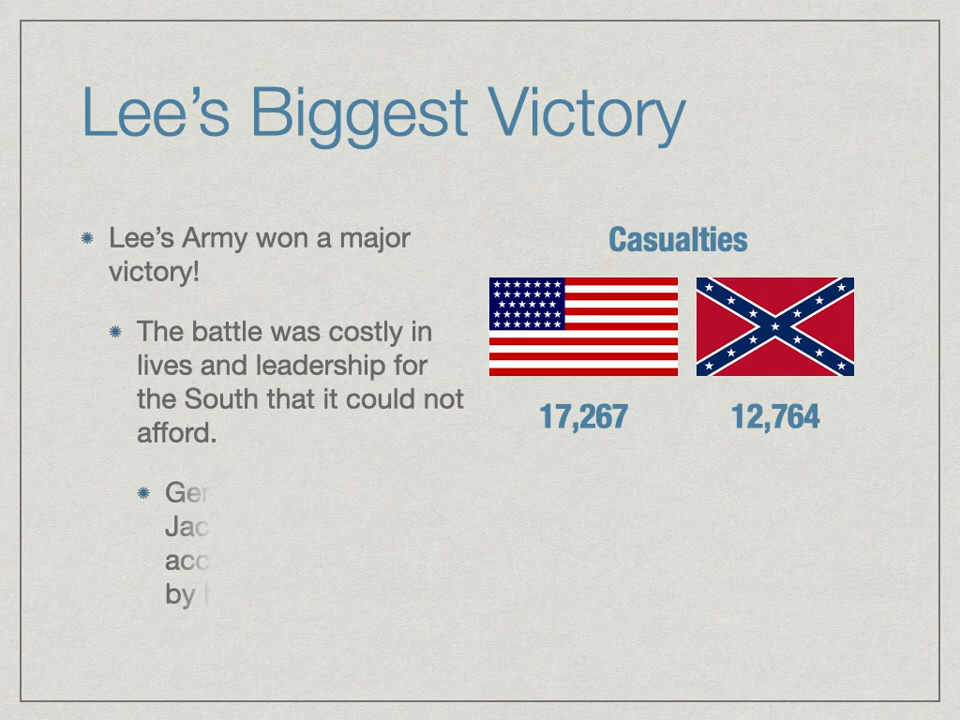 Lee's Biggest Victory
Lee's Army won a major
victory!
The battle was costly in
lives and leadership for
the South that it could not
afford.
Casualties
17,267
12,764
by